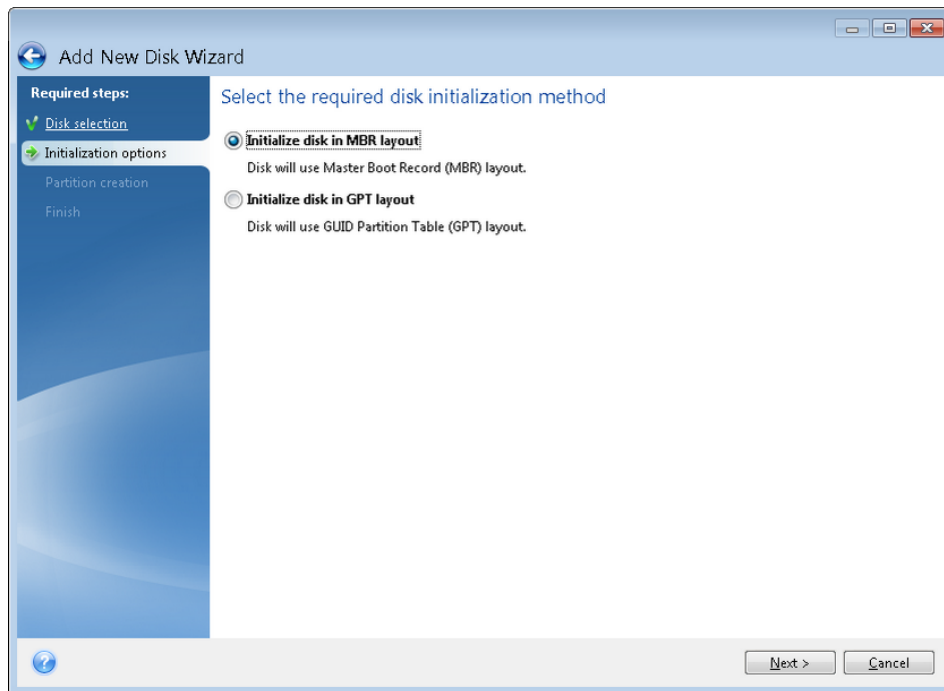 Add New Disk Wizard
Required steps:
Disk selection
Initialization options
Partition creation
Finish
Select the required disk initialization method
Initialize disk in MBR layout
Disk will use Master Boot Record (MBR) layout.
Initialize disk in GPT layout
Disk will use GUID Partition Table (GPT) layout.
?
Next >
Cancel